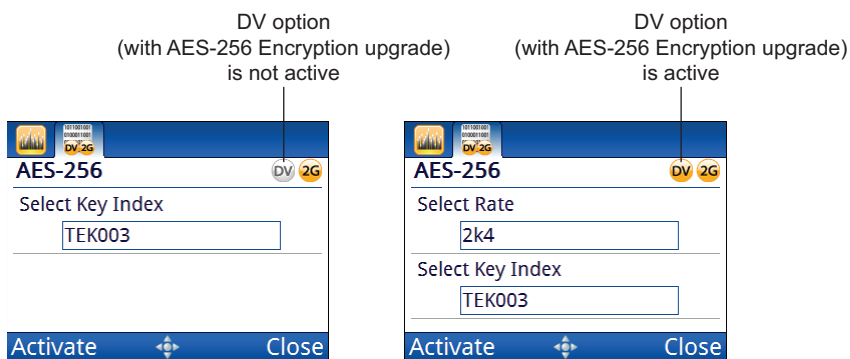 DV option
(with AES-256 Encryption upgrade)
is not active
DV option
(with AES-256 Encryption upgrade)
is active
1011001001
0100011001
DV·2G
AES-256
DV 2G
Select Key Index
TEK003
Activate
Close
1011001001
0100011001
DV·2G
AES-256
DV 2G
Select Rate
2k4
Select Key Index
TEK003
Activate
Close